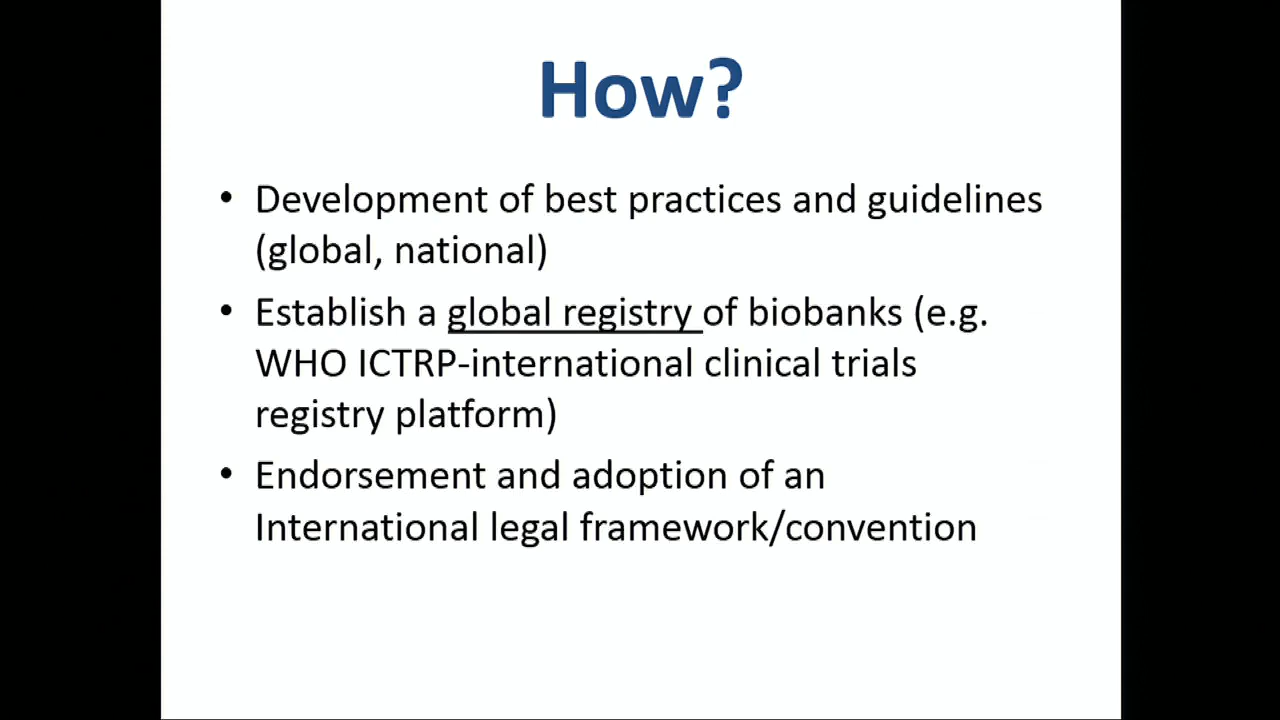 How?
• Development of best practices and guidelines
(global, national)
• Establish a global registry of biobanks (e.g.
WHO ICTRP-international clinical trials
registry platform)
• Endorsement and adoption of an
International legal framework/convention